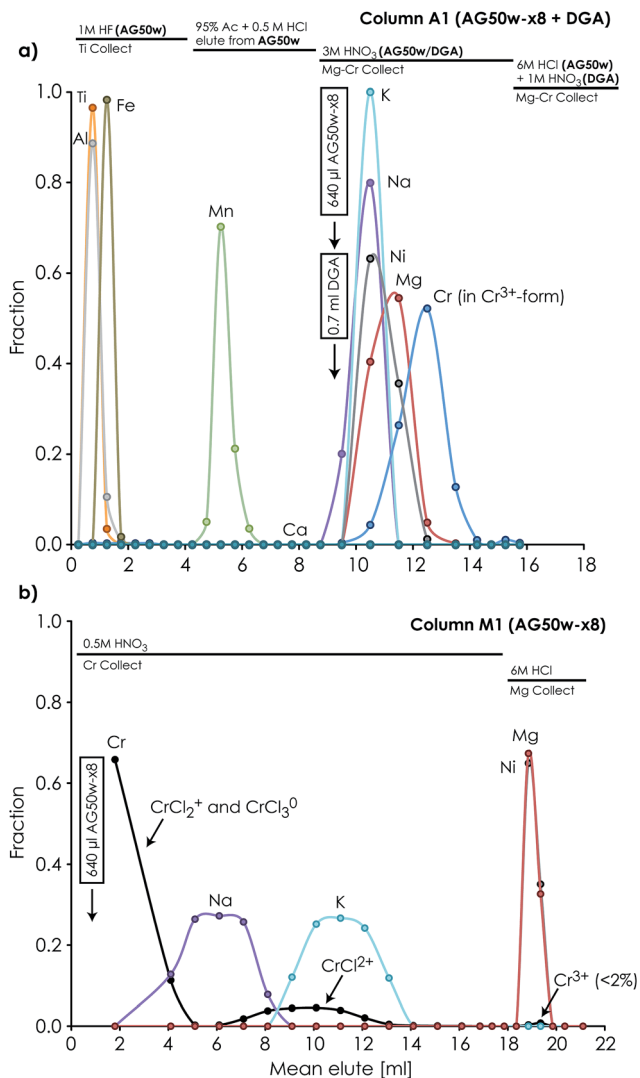 Column A1 (AG50w-x8 + DGA)
1M HF (AG50w)
Ti Collect
95% Ac + 0.5 M HCl
elute from AG50w
3M HNO₃ (AG50w/DGA)
Mg-Cr Collect
6M HCl (AG50w)
+ 1M HNO₃ (DGA)
Mg-Cr Collect
a)
Ti
Al
Fe
Mn
Ca
640 µl AG50w-x8
0.7 ml DGA
K
Na
Ni
Mg
Cr (in Cr³⁺-form)
Fraction
1.0
0.8
0.6
0.4
0.2
0.0
0 2 4 6 8 10 12 14 16 18
b)
Column M1 (AG50w-x8)
0.5M HNO₃
Cr Collect
6M HCl
Mg Collect
640 µl AG50w-x8
Cr
CrCl₂⁺ and CrCl₃⁰
Na
K
CrCl²⁺
Mg
Ni
Cr³⁺ (<2%)
Fraction
1.0
0.8
0.6
0.4
0.2
0.0
0 2 4 6 8 10 12 14 16 18 20 22
Mean elute [ml]